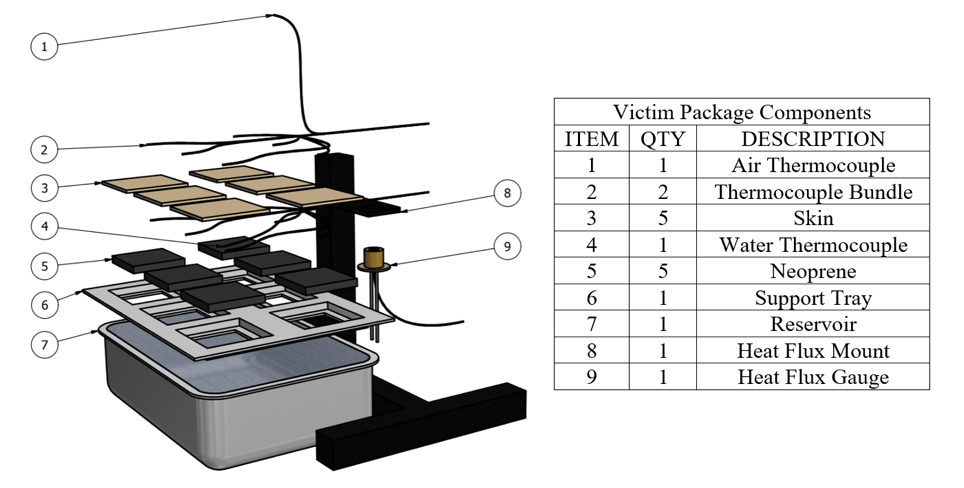 1
2
3
4
5
6
7
8
9
Victim Package Components
ITEM QTY DESCRIPTION
1 1 Air Thermocouple
2 2 Thermocouple Bundle
3 5 Skin
4 1 Water Thermocouple
5 5 Neoprene
6 1 Support Tray
7 1 Reservoir
8 1 Heat Flux Mount
9 1 Heat Flux Gauge